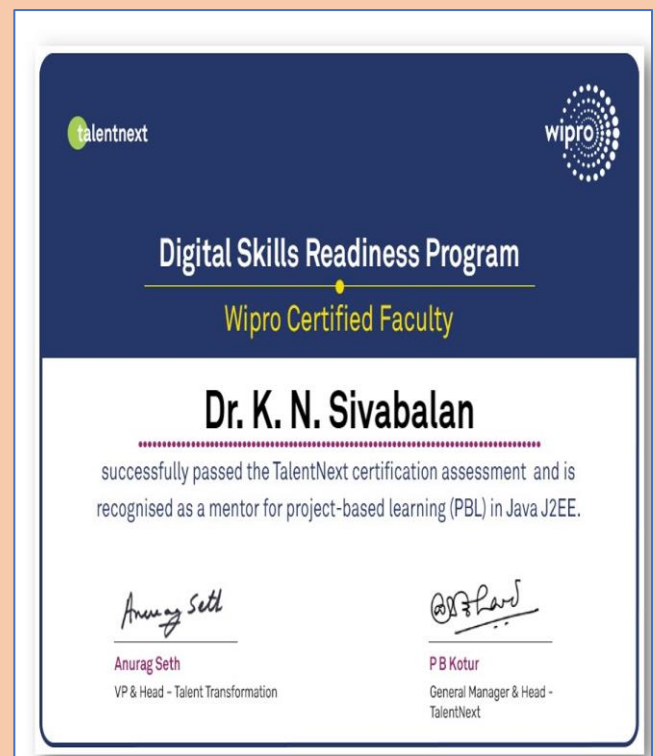 talentnext
wipro
Digital Skills Readiness Program
Wipro Certified Faculty
Dr. K. N. Sivabalan
successfully passed the TalentNext certification assessment and is
recognised as a mentor for project-based learning (PBL) in Java J2EE.
Anurag Seth
Anurag Seth
P B Kotur
VP & Head - Talent Transformation
General Manager & Head -
TalentNext